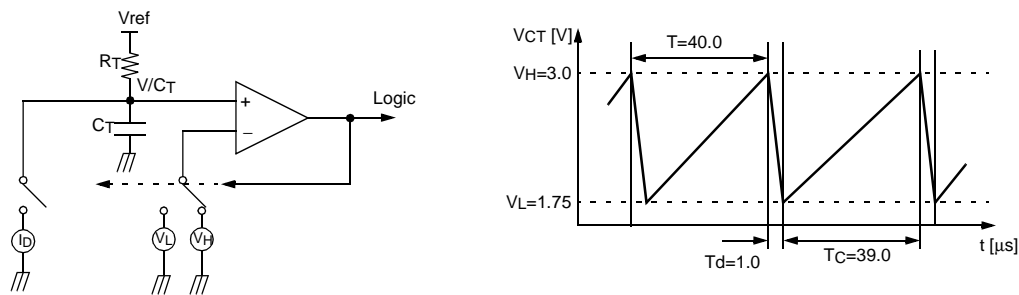 Vref
RT
V/CT
CT
+
−
Logic
ID
VL
VH
VCT [V]
T=40.0
VH=3.0
VL=1.75
t [µs]
Td=1.0
TC=39.0